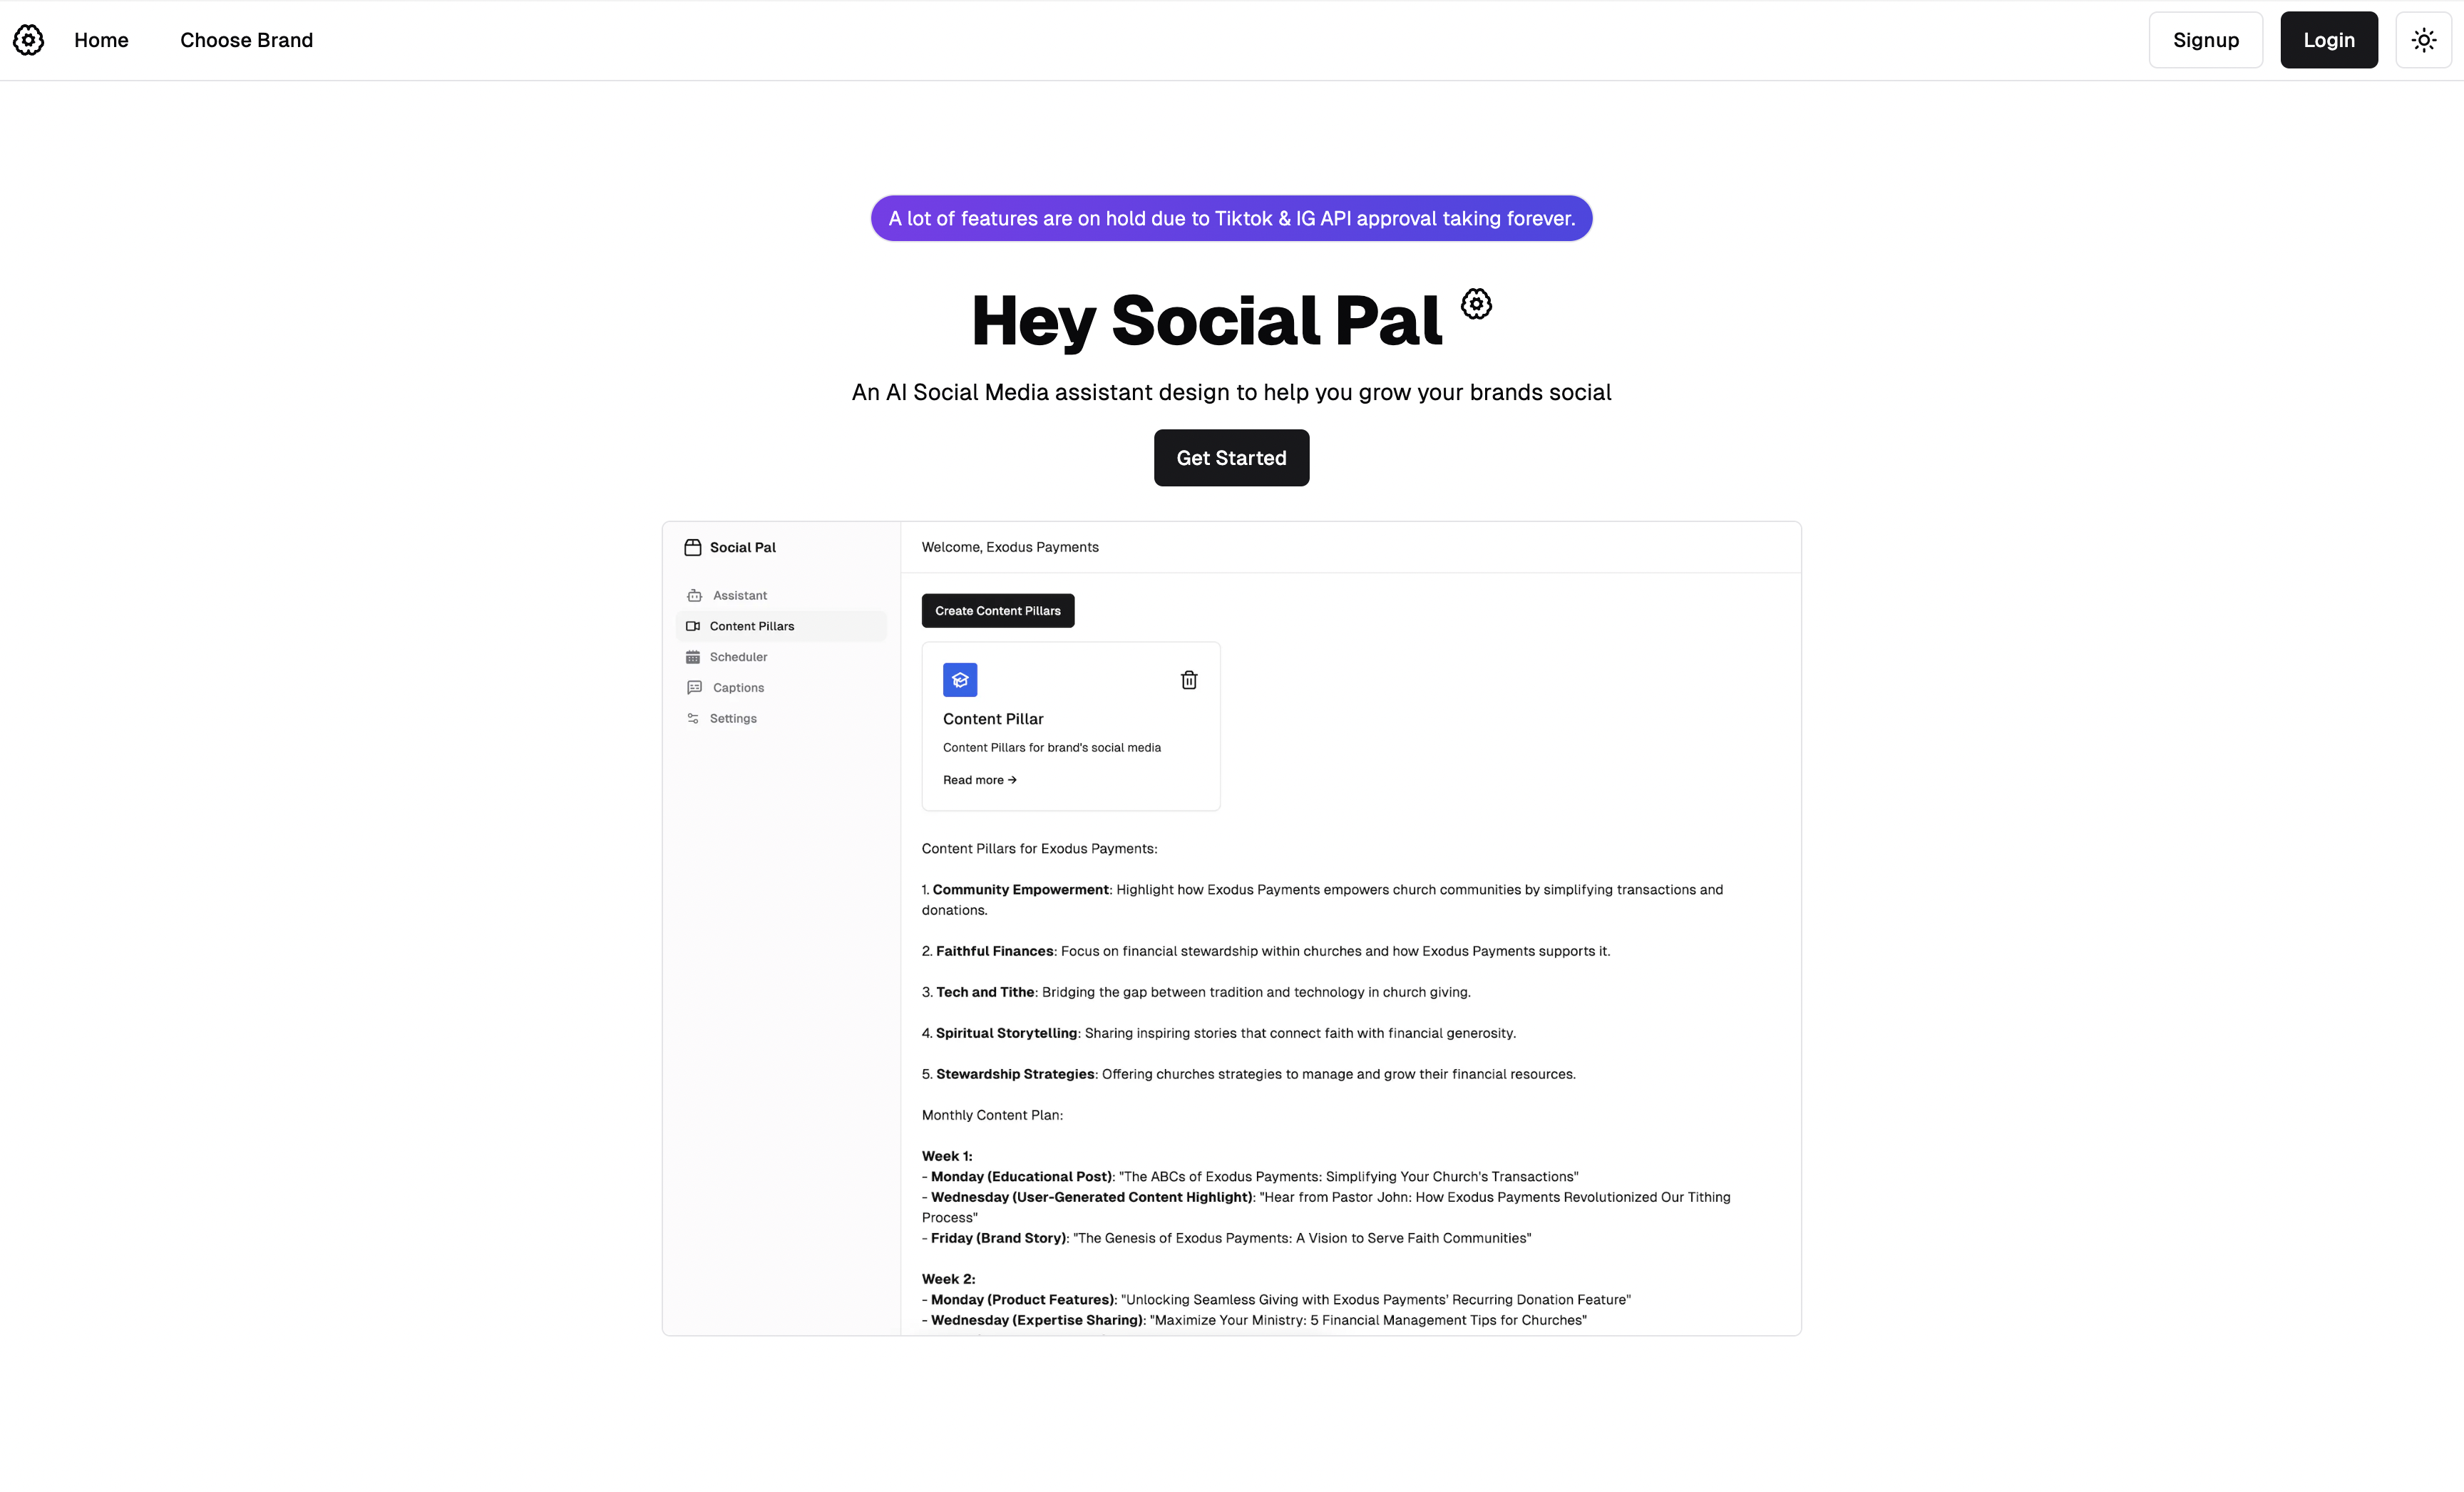 Home
Choose Brand
Signup
Login
A lot of features are on hold due to Tiktok & IG API approval taking forever.
Hey Social Pal
An AI Social Media assistant design to help you grow your brands social
Get Started
Social Pal
Assistant
Content Pillars
Scheduler
Captions
Settings
Welcome, Exodus Payments
Create Content Pillars
Content Pillar
Content Pillars for brand's social media
Read more →
Content Pillars for Exodus Payments:
1. Community Empowerment: Highlight how Exodus Payments empowers church communities by simplifying transactions and
donations.
2. Faithful Finances: Focus on financial stewardship within churches and how Exodus Payments supports it.
3. Tech and Tithe: Bridging the gap between tradition and technology in church giving.
4. Spiritual Storytelling: Sharing inspiring stories that connect faith with financial generosity.
5. Stewardship Strategies: Offering churches strategies to manage and grow their financial resources.
Monthly Content Plan:
Week 1:
- Monday (Educational Post): "The ABCs of Exodus Payments: Simplifying Your Church's Transactions"
- Wednesday (User-Generated Content Highlight): "Hear from Pastor John: How Exodus Payments Revolutionized Our Tithing
Process"
- Friday (Brand Story): "The Genesis of Exodus Payments: A Vision to Serve Faith Communities"
Week 2:
- Monday (Product Features): "Unlocking Seamless Giving with Exodus Payments' Recurring Donation Feature"
- Wednesday (Expertise Sharing): "Maximize Your Ministry: 5 Financial Management Tips for Churches"